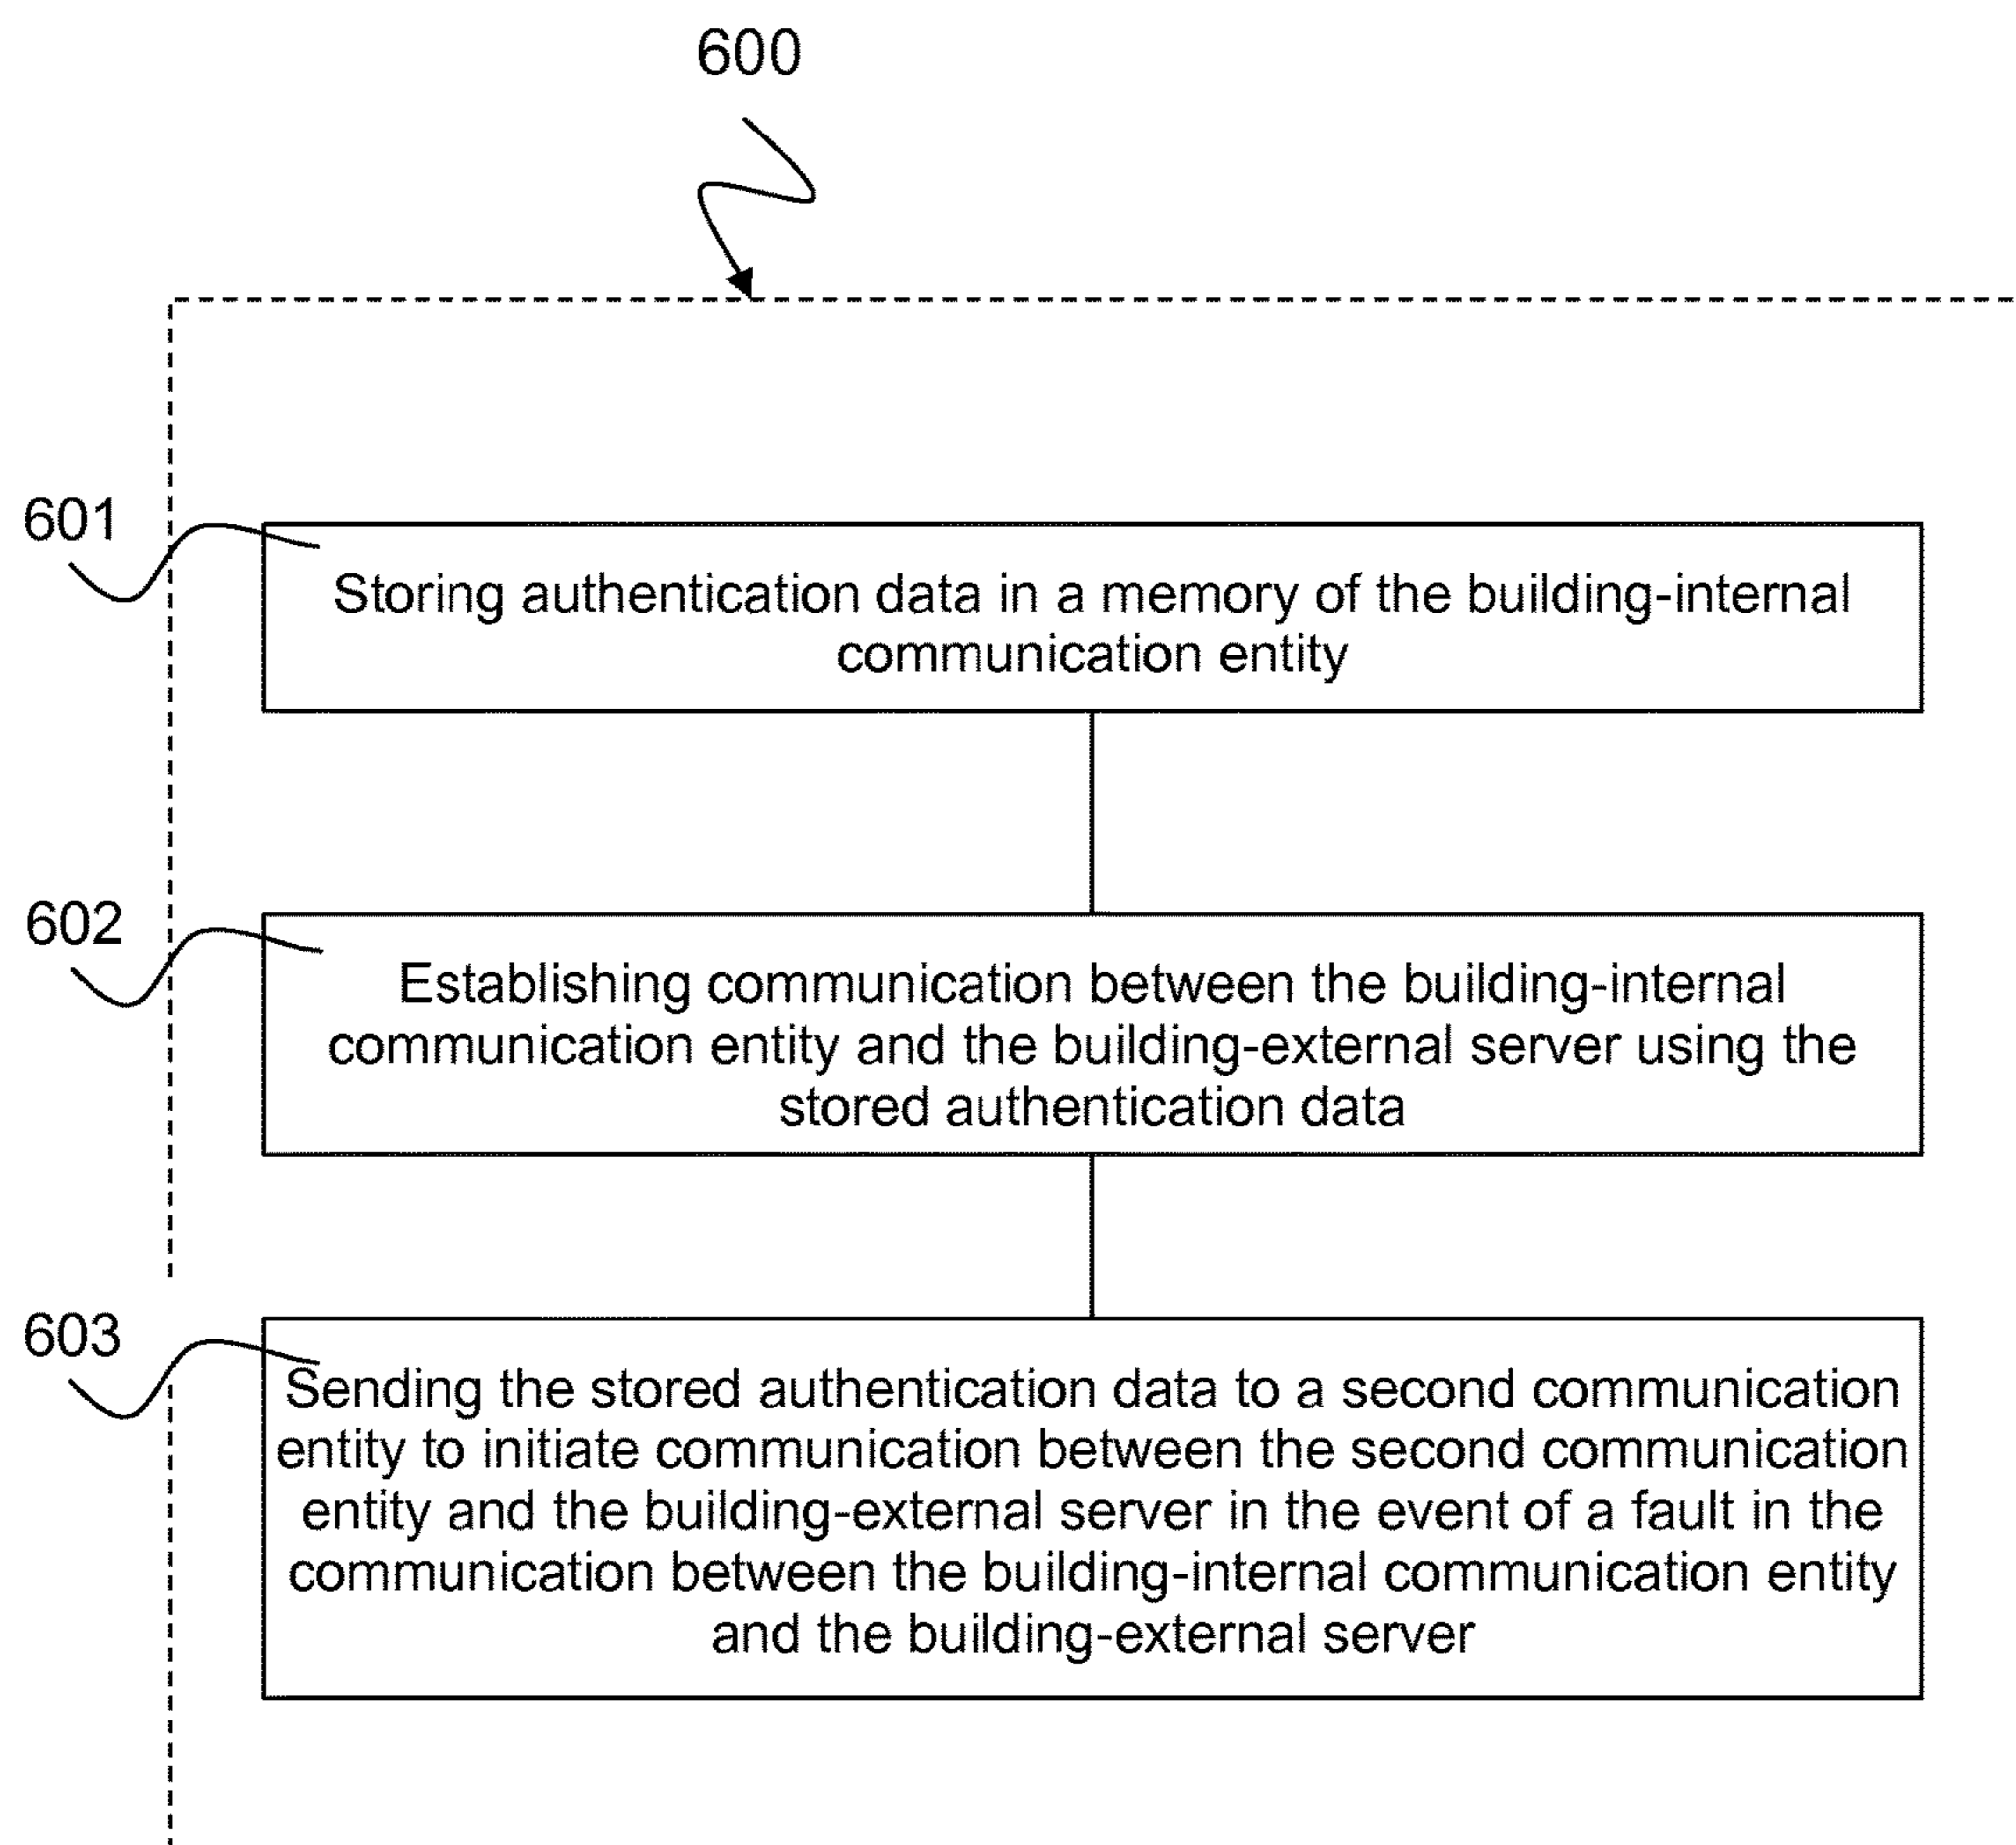 600
601
Storing authentication data in a memory of the building-internal
communication entity
602
Establishing communication between the building-internal
communication entity and the building-external server using the
stored authentication data
603
Sending the stored authentication data to a second communication
entity to initiate communication between the second communication
entity and the building-external server in the event of a fault in the
communication between the building-internal communication entity
and the building-external server